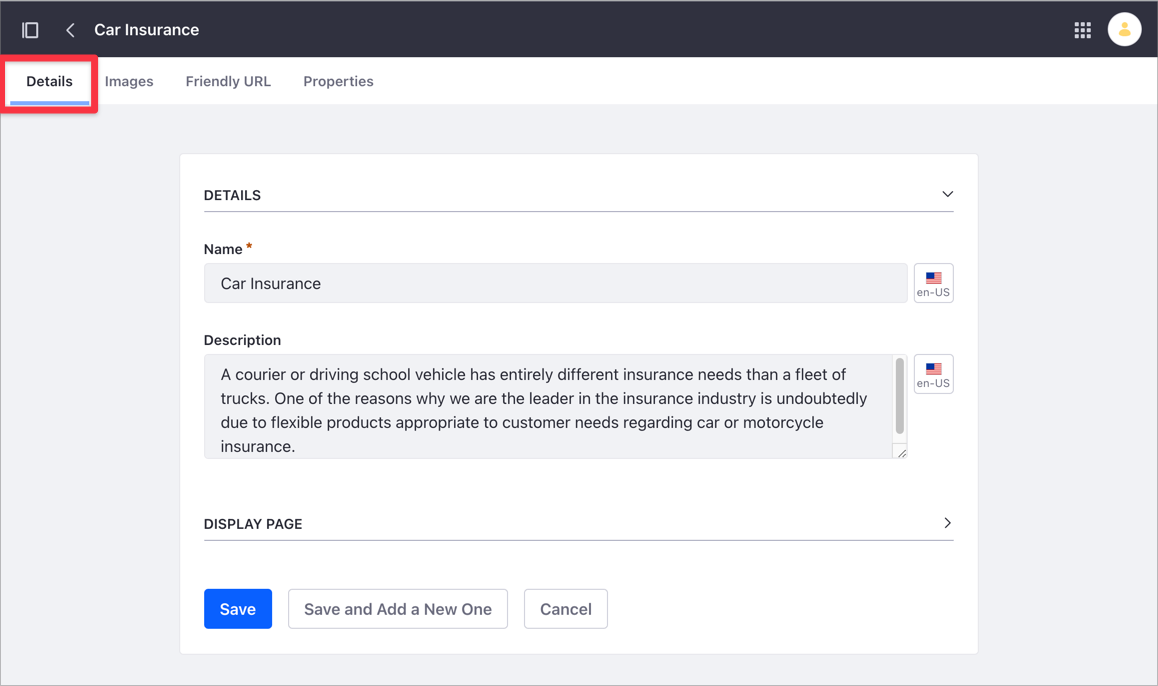 Car Insurance
Details Images Friendly URL Properties
DETAILS
Name *
Car Insurance
en-US
Description
A courier or driving school vehicle has entirely different insurance needs than a fleet of
trucks. One of the reasons why we are the leader in the insurance industry is undoubtedly
due to flexible products appropriate to customer needs regarding car or motorcycle
insurance.
en-US
DISPLAY PAGE
Save Save and Add a New One Cancel